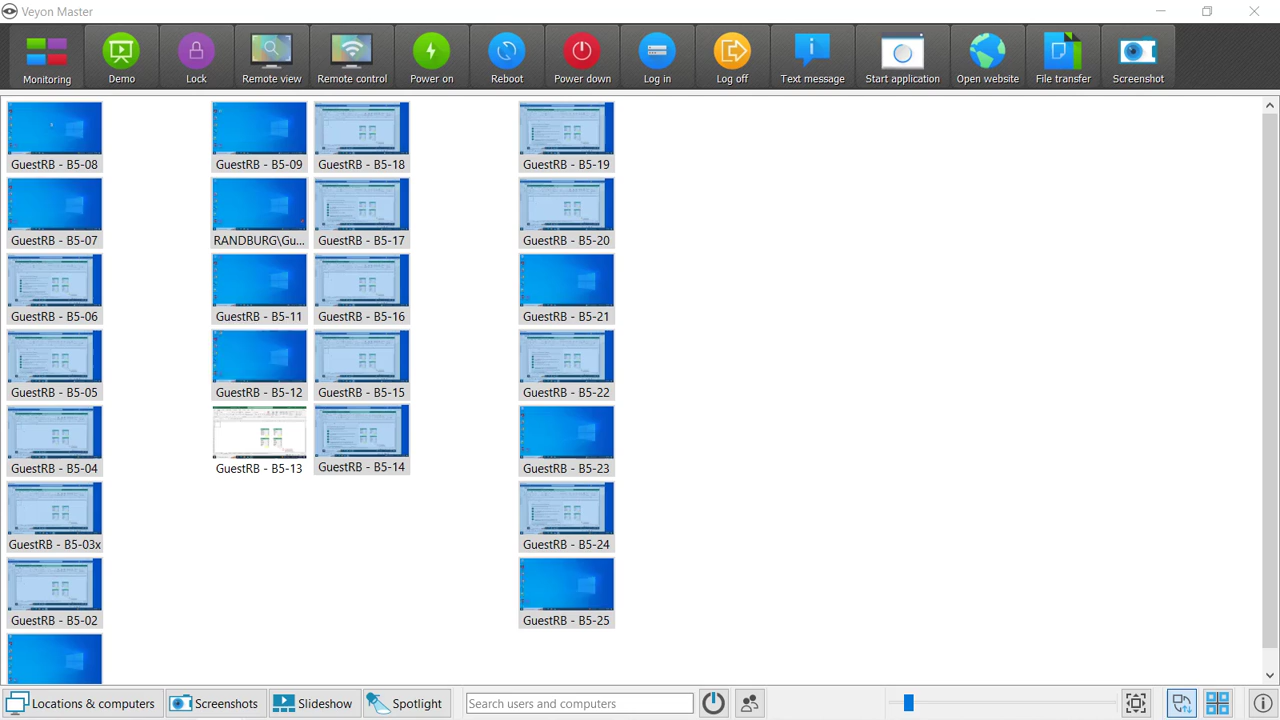 Veyon Master
Monitoring
Demo
Lock
Remote view
Remote control
Power on
Reboot
Power down
Log in
Log off
Text message
Start application
Open website
File transfer
Screenshot
GuestRB - B5-08
GuestRB - B5-09
GuestRB - B5-18
GuestRB - B5-19
GuestRB - B5-07
RANDBURG\Gu...
GuestRB - B5-17
GuestRB - B5-20
GuestRB - B5-06
GuestRB - B5-11
GuestRB - B5-16
GuestRB - B5-21
GuestRB - B5-05
GuestRB - B5-12
GuestRB - B5-15
GuestRB - B5-22
GuestRB - B5-04
GuestRB - B5-13
GuestRB - B5-14
GuestRB - B5-23
GuestRB - B5-03x
GuestRB - B5-24
GuestRB - B5-02
GuestRB - B5-25
Locations & computers
Screenshots
Slideshow
Spotlight
Search users and computers